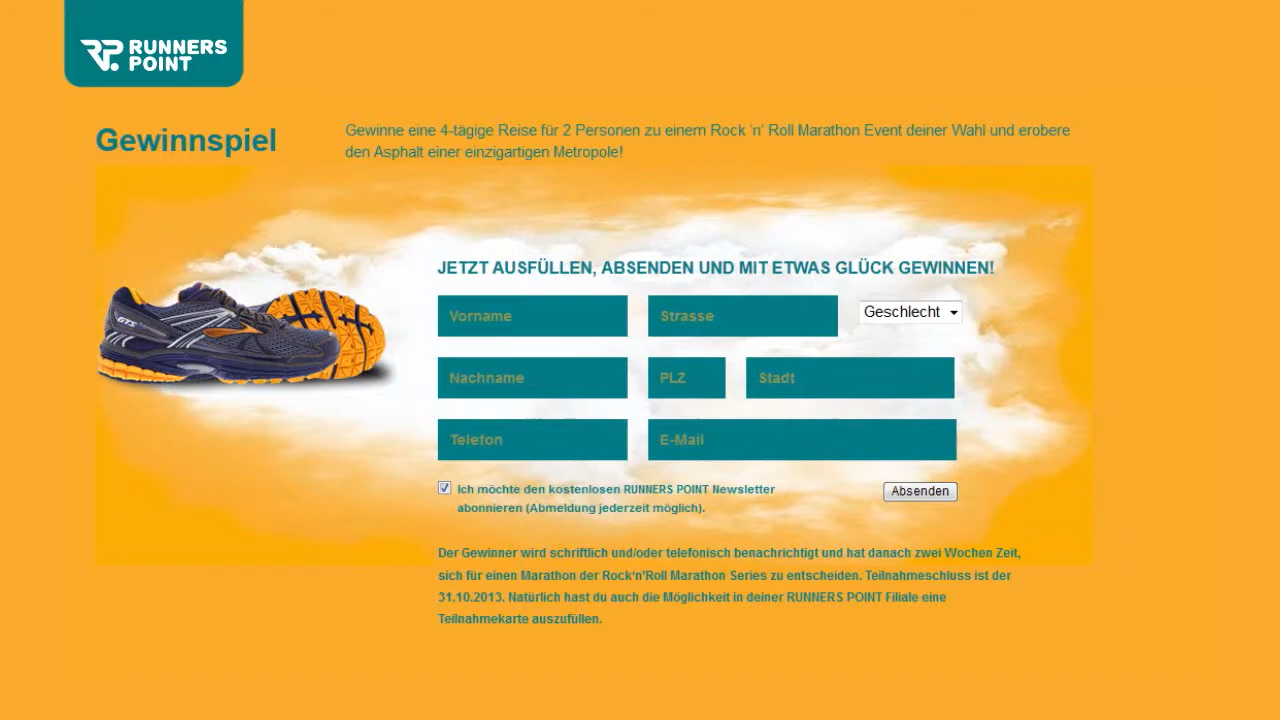 RUNNERS
POINT
Gewinnspiel
Gewinne eine 4-tägige Reise für 2 Personen zu einem Rock 'n' Roll Marathon Event deiner Wahl und erobere
den Asphalt einer einzigartigen Metropole!
JETZT AUSFÜLLEN, ABSENDEN UND MIT ETWAS GLÜCK GEWINNEN!
Vorname Strasse Geschlecht
Nachname PLZ Stadt
Telefon E-Mail
Ich möchte den kostenlosen RUNNERS POINT Newsletter
abonnieren (Abmeldung jederzeit möglich).
Absenden
Der Gewinner wird schriftlich und/oder telefonisch benachrichtigt und hat danach zwei Wochen Zeit,
sich für einen Marathon der Rock'n'Roll Marathon Series zu entscheiden. Teilnahmeschluss ist der
31.10.2013. Natürlich hast du auch die Möglichkeit in deiner RUNNERS POINT Filiale eine
Teilnahmekarte auszufüllen.
GTS